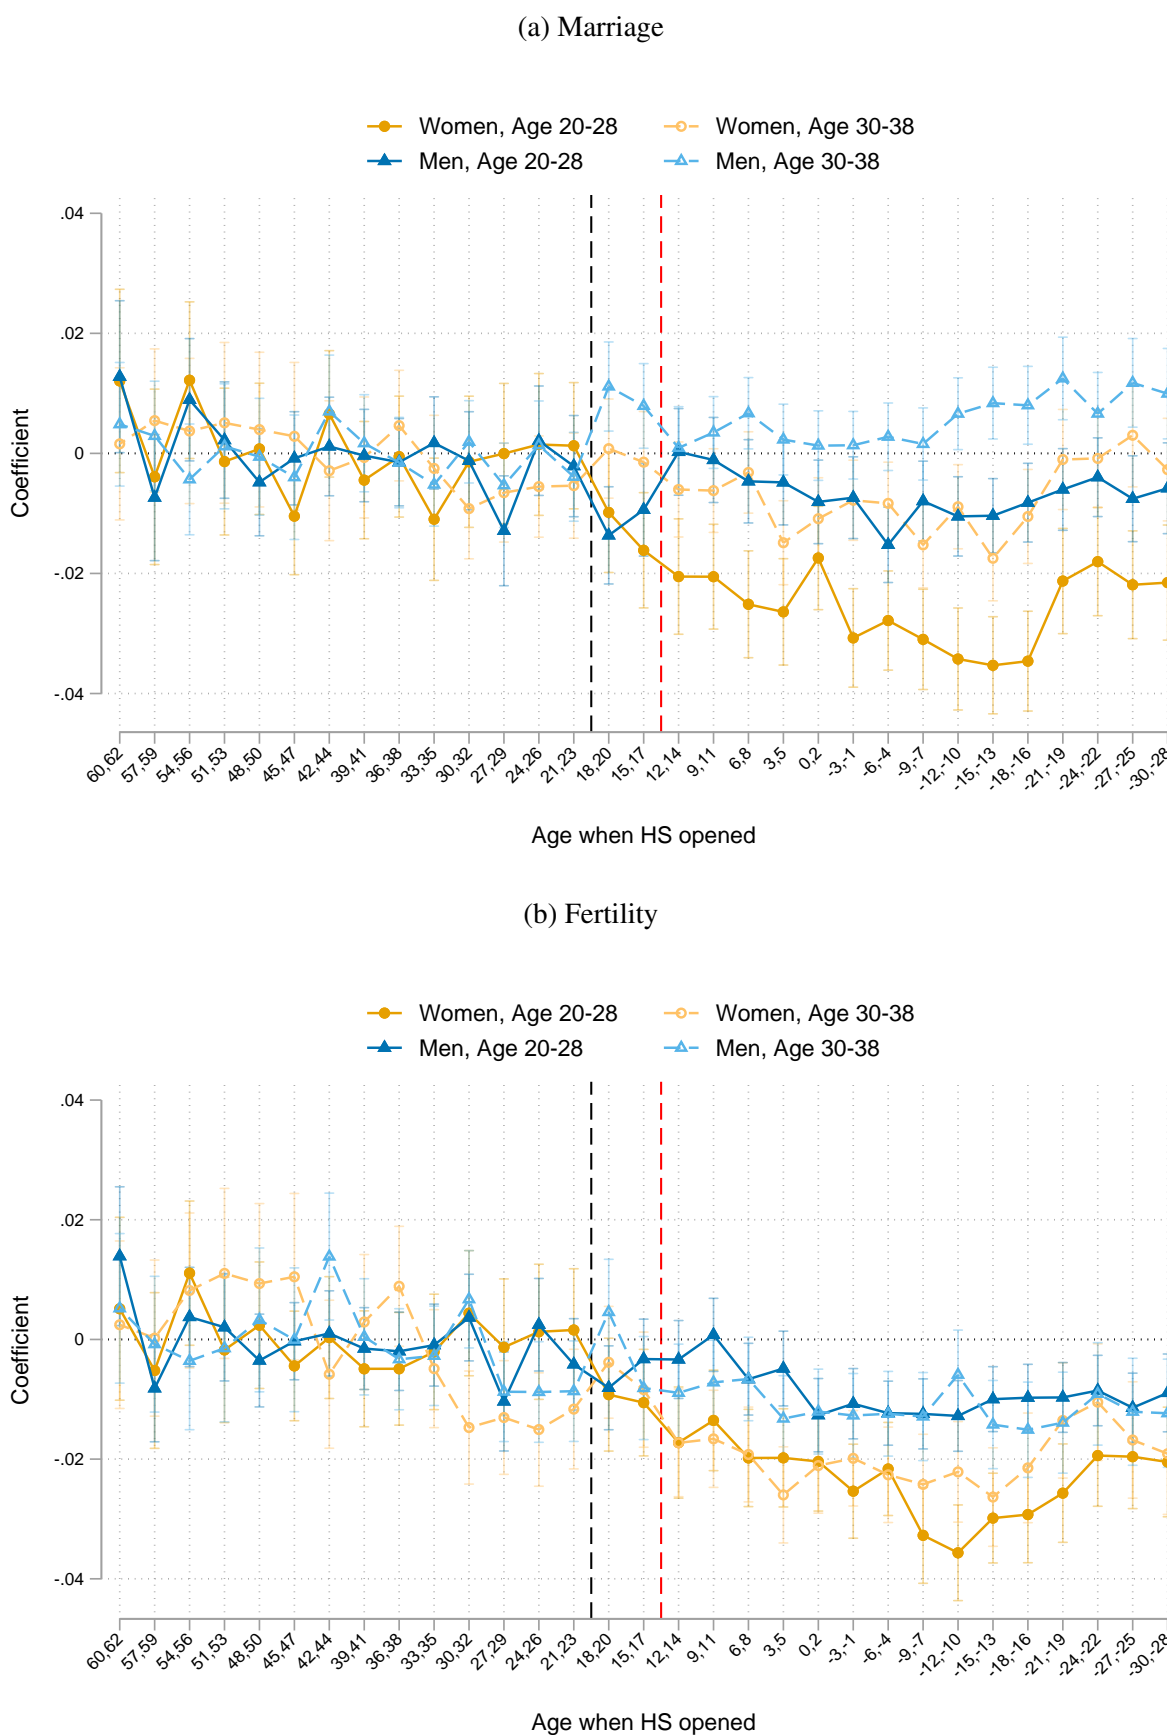 (a) Marriage
Women, Age 20-28 Women, Age 30-38
Men, Age 20-28 Men, Age 30-38
.04
.02
0
-.02
-.04
Coefficient
60,62 57,59 54,56 51,53 48,50 45,47 42,44 39,41 36,38 33,35 30,32 27,29 24,26 21,23 18,20 15,17 12,14 9,11 6,8 3,5 0,2 -3,-1 -6,-4 -9,-7 -12,-10 -15,-13 -18,-16 -21,-19 -24,-22 -27,-25 -30,-28
Age when HS opened
(b) Fertility
Women, Age 20-28 Women, Age 30-38
Men, Age 20-28 Men, Age 30-38
.04
.02
0
-.02
-.04
Coefficient
60,62 57,59 54,56 51,53 48,50 45,47 42,44 39,41 36,38 33,35 30,32 27,29 24,26 21,23 18,20 15,17 12,14 9,11 6,8 3,5 0,2 -3,-1 -6,-4 -9,-7 -12,-10 -15,-13 -18,-16 -21,-19 -24,-22 -27,-25 -30,-28
Age when HS opened